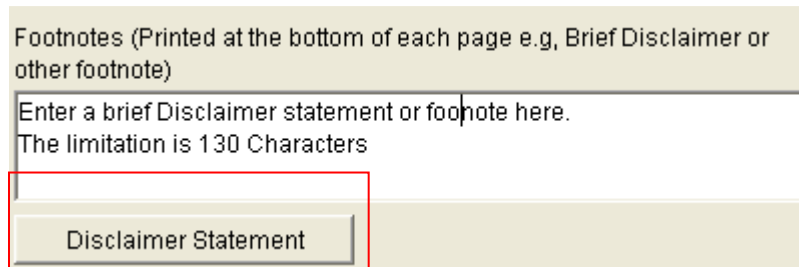 Footnotes (Printed at the bottom of each page e.g, Brief Disclaimer or
other footnote)
Enter a brief Disclaimer statement or foohote here.
The limitation is 130 Characters
Disclaimer Statement